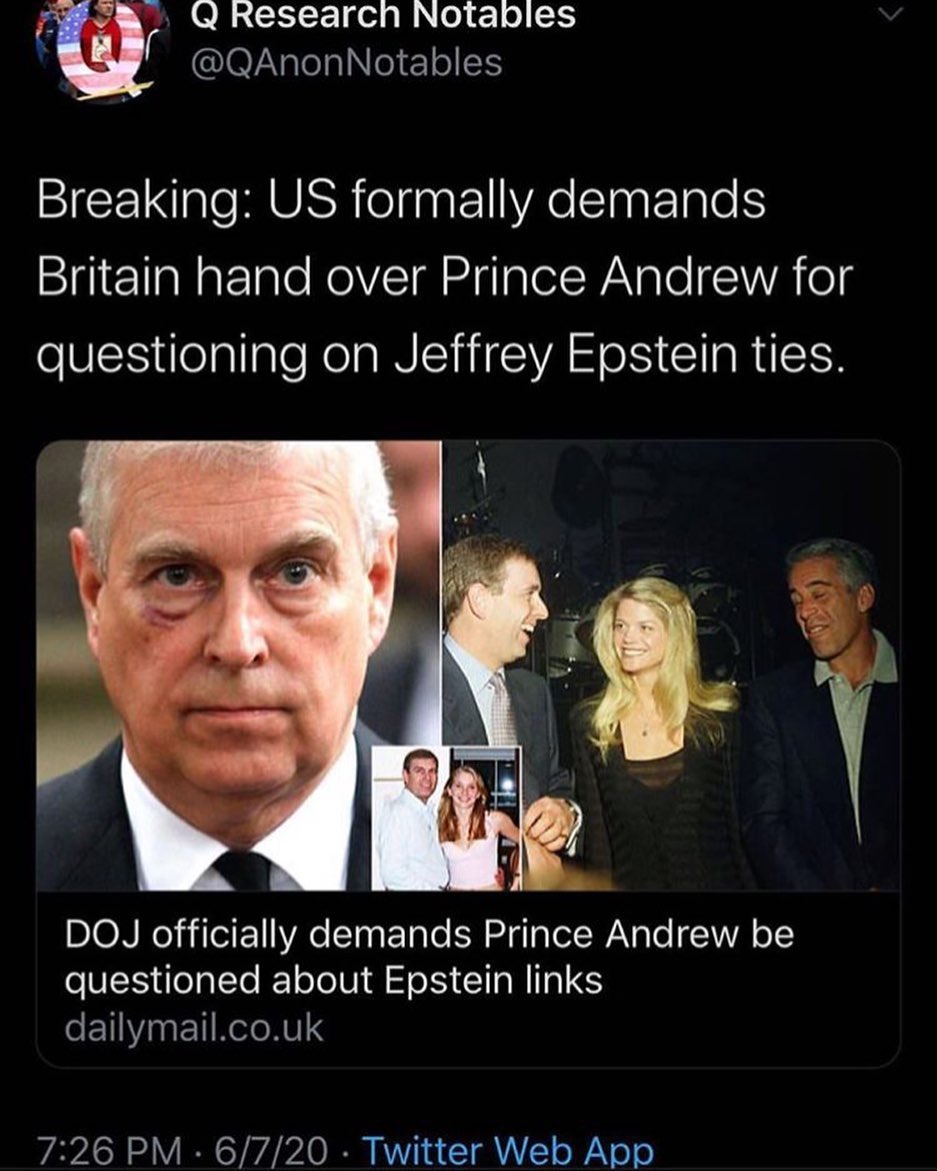 Q Research Notables
@QAnonNotables
Breaking: US formally demands
Britain hand over Prince Andrew for
questioning on Jeffrey Epstein ties.
DOJ officially demands Prince Andrew be
questioned about Epstein links
dailymail.co.uk
7:26 PM · 6/7/20 · Twitter Web App